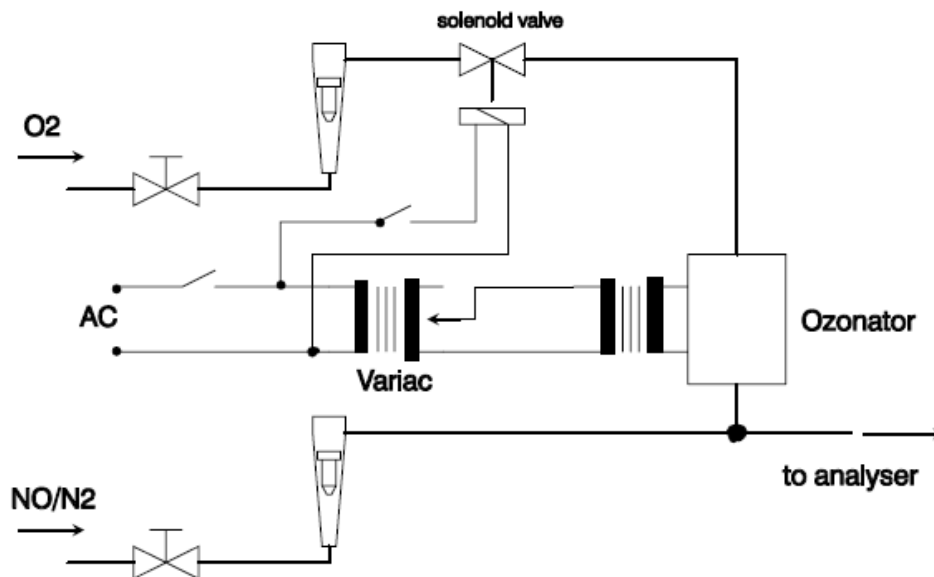 solenoid valve
O2
AC
Ozonator
Variac
to analyser
NO/N2